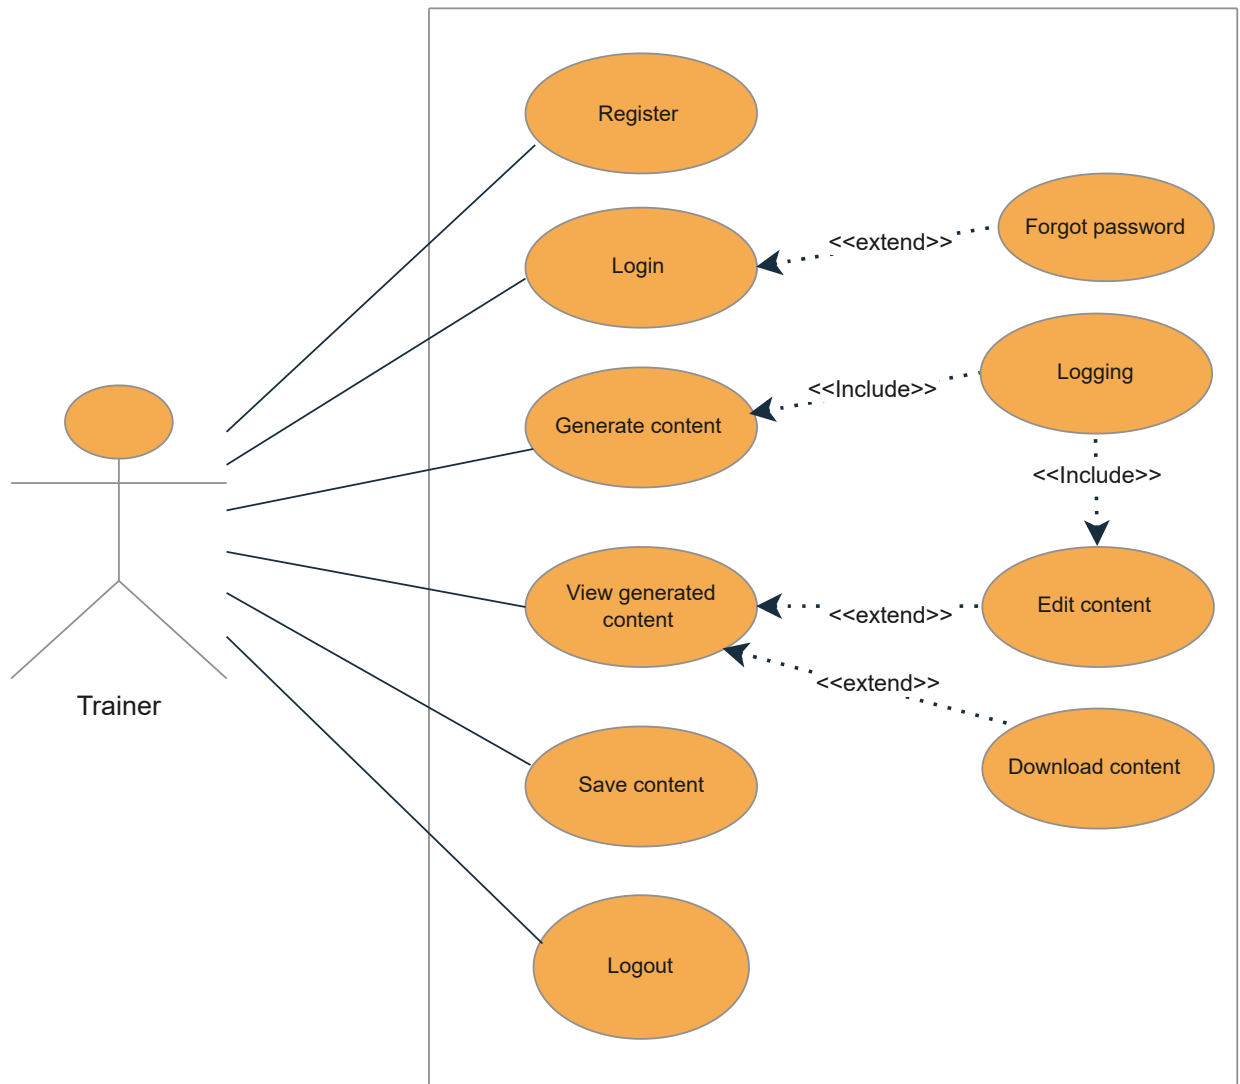 Register
Login
<<extend>>
Forgot password
Generate content
<<Include>>
Logging
<<Include>>
View generated
content
<<extend>>
Edit content
<<extend>>
Download content
Trainer
Save content
Logout